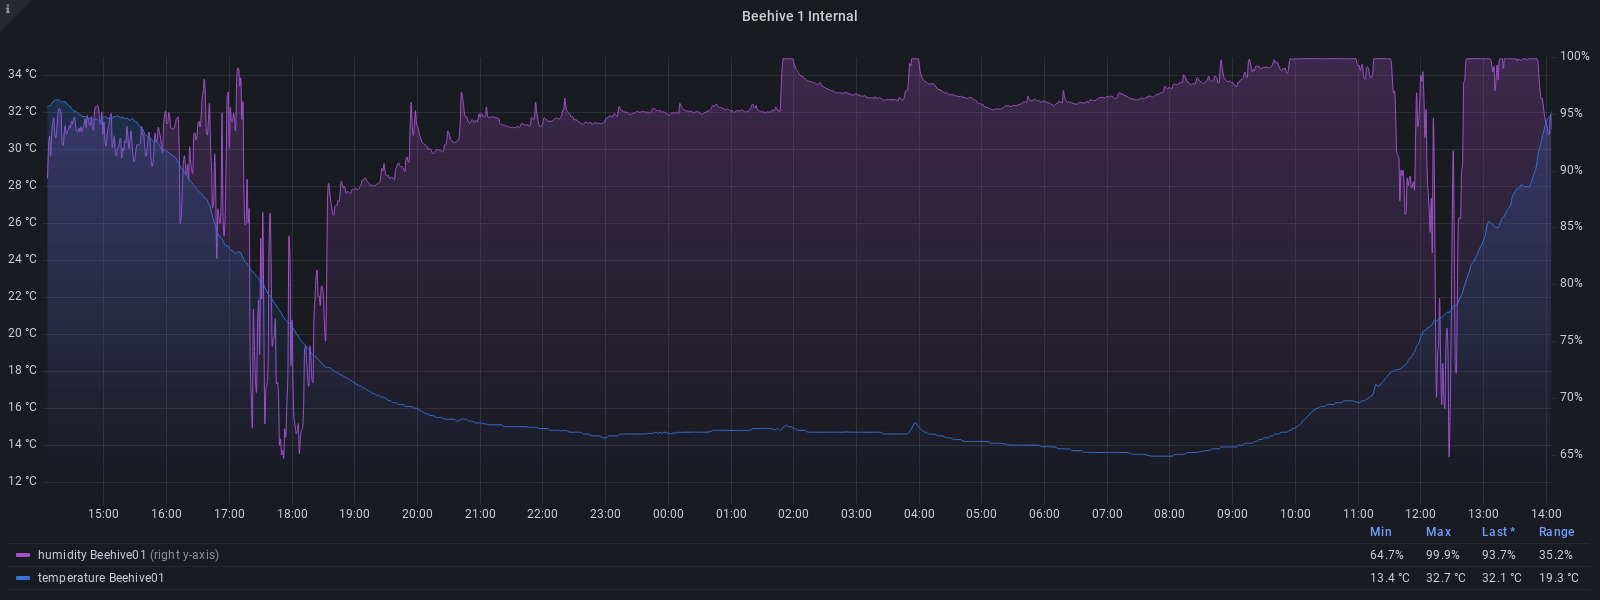 i
Beehive 1 Internal
34 °C
32 °C
30 °C
28 °C
26 °C
24 °C
22 °C
20 °C
18 °C
16 °C
14 °C
12 °C
100%
95%
90%
85%
80%
75%
70%
65%
15:00 16:00 17:00 18:00 19:00 20:00 21:00 22:00 23:00 00:00 01:00 02:00 03:00 04:00 05:00 06:00 07:00 08:00 09:00 10:00 11:00 12:00 13:00 14:00
Min Max Last * Range
humidity Beehive01 (right y-axis) 64.7% 99.9% 93.7% 35.2%
temperature Beehive01 13.4 °C 32.7 °C 32.1 °C 19.3 °C